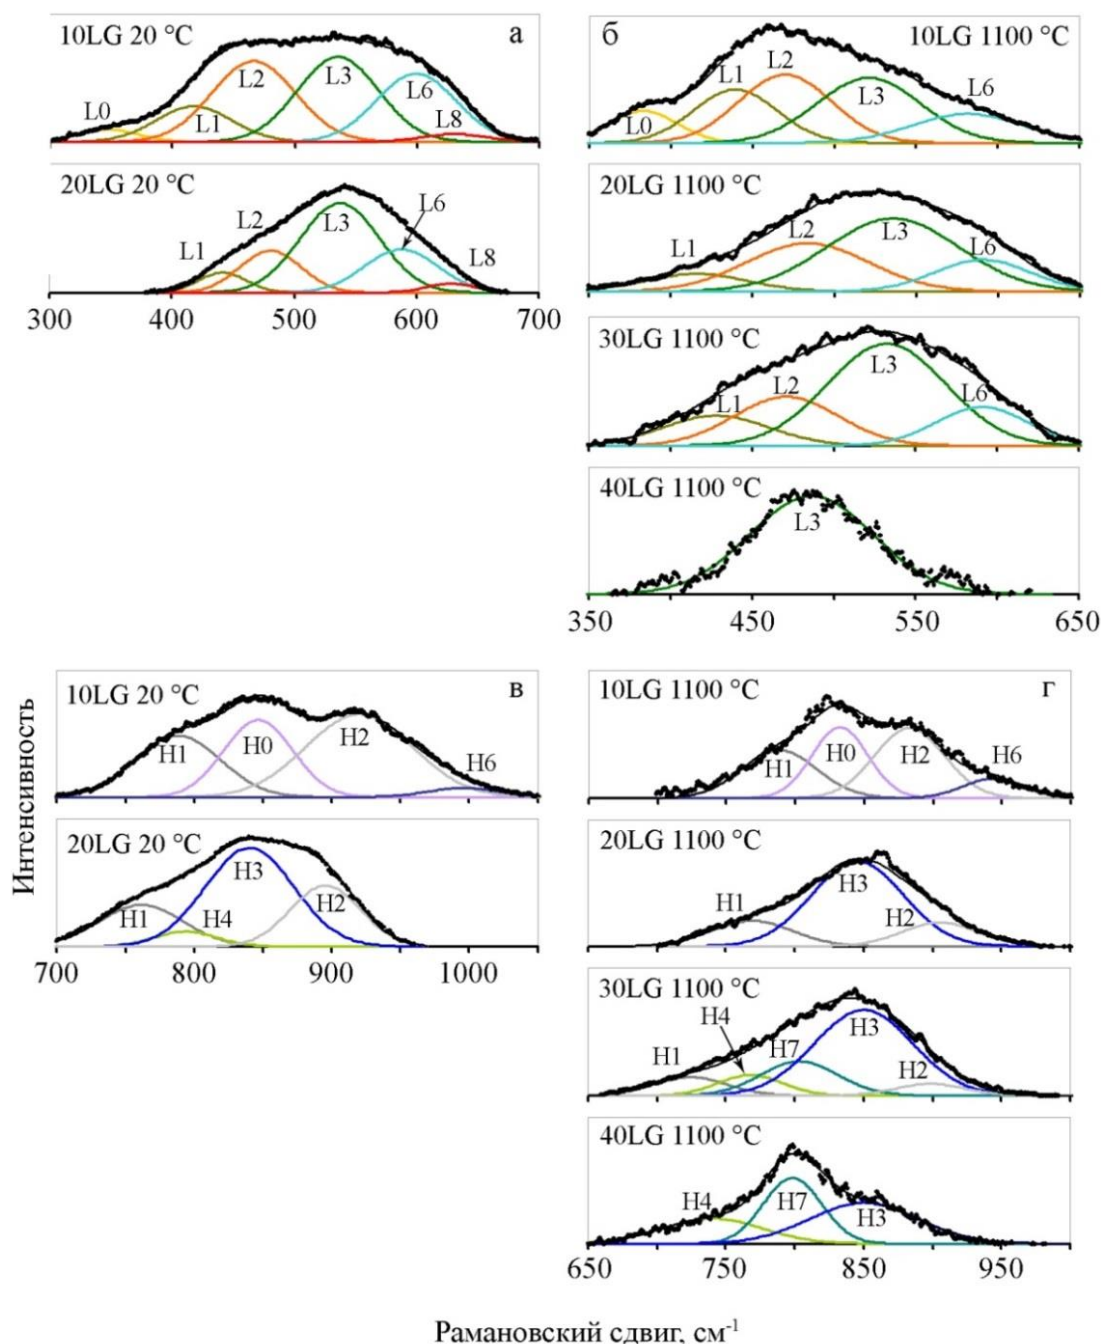 10LG 20 °C
а
L0
L1
L2
L3
L6
L8
20LG 20 °C
L1
L2
L3
L6
L8
300 400 500 600 700
б
10LG 1100 °C
L0
L1
L2
L3
L6
20LG 1100 °C
L1
L2
L3
L6
30LG 1100 °C
L1
L2
L3
L6
40LG 1100 °C
L3
350 450 550 650
Интенсивность
10LG 20 °C
в
H1
H0
H2
H6
20LG 20 °C
H1
H4
H3
H2
700 800 900 1000
10LG 1100 °C
г
H1
H0
H2
H6
20LG 1100 °C
H1
H3
H2
30LG 1100 °C
H1
H4
H7
H3
H2
40LG 1100 °C
H4
H7
H3
650 750 850 950
Рамановский сдвиг, см⁻¹